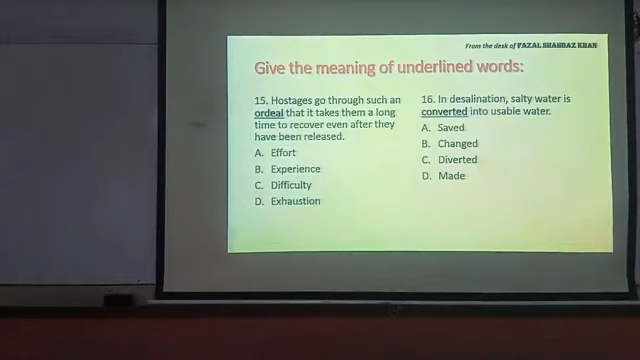 From the desk of FAZAL SHAHBAZ KHAN
Give the meaning of underlined words:
15. Hostages go through such an
ordeal that it takes them a long
time to recover even after they
have been released.
A. Effort
B. Experience
C. Difficulty
D. Exhaustion
16. In desalination, salty water is
converted into usable water.
A. Saved
B. Changed
C. Diverted
D. Made